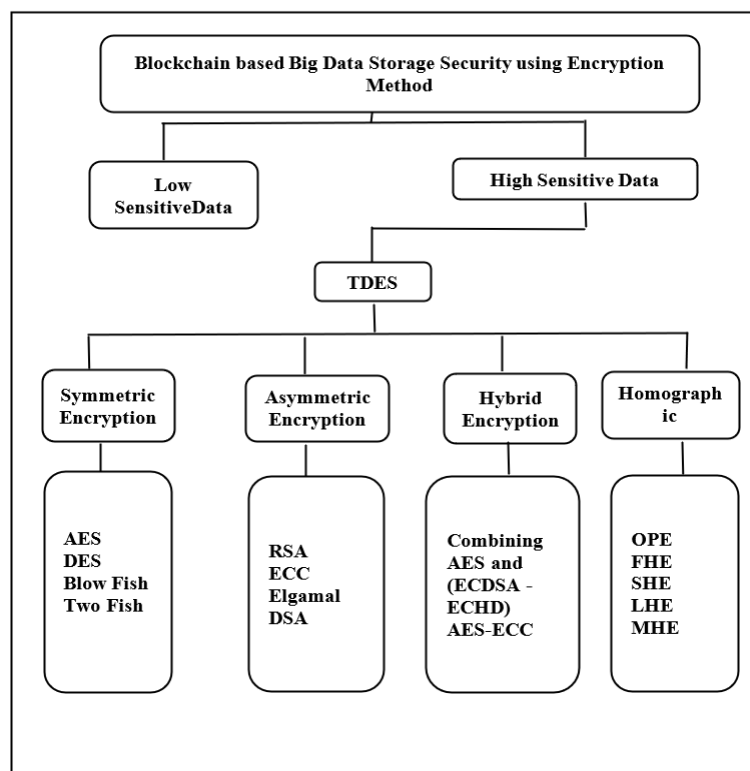 Blockchain based Big Data Storage Security using Encryption
Method
Low
SensitiveData
High Sensitive Data
TDES
Symmetric
Encryption
Asymmetric
Encryption
Hybrid
Encryption
Homograph
ic
AES
DES
Blow Fish
Two Fish
RSA
ECC
Elgamal
DSA
Combining
AES and
(ECDSA -
ECHD)
AES-ECC
OPE
FHE
SHE
LHE
MHE